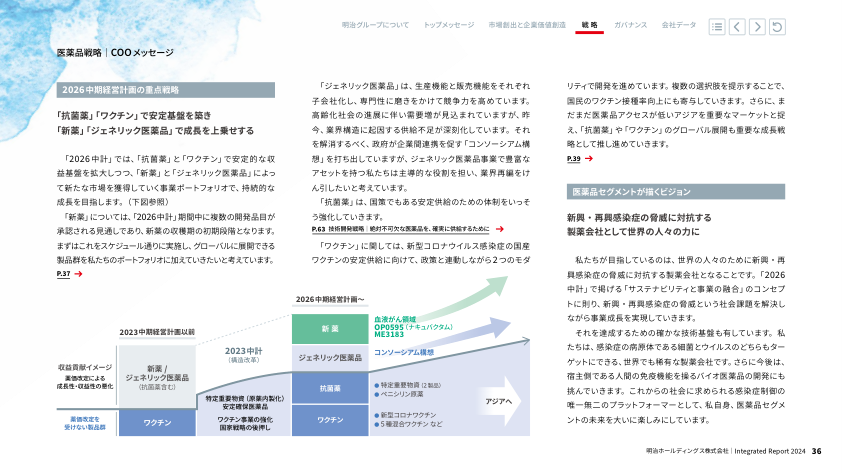 明治グループについて トップメッセージ 市場創出と企業価値創造 戦略 ガバナンス 会社データ
医薬品戦略｜COOメッセージ
2026中期経営計画の重点戦略
「抗菌薬」「ワクチン」で安定基盤を築き
「新薬」「ジェネリック医薬品」で成長を上乗せする
「2026中計」では、「抗菌薬」と「ワクチン」で安定的な収
益基盤を拡大しつつ、「新薬」と「ジェネリック医薬品」によっ
て新たな市場を獲得していく事業ポートフォリオで、持続的な
成長を目指します。（下図参照）
「新薬」については、「2026中計」期間中に複数の開発品目が
承認される見通しであり、新薬の収穫期の初期段階となります。
まずはこれをスケジュール通りに実施し、グローバルに展開できる
製品群を私たちのポートフォリオに加えていきたいと考えています。
P.37
「ジェネリック医薬品」は、生産機能と販売機能をそれぞれ
子会社化し、専門性に磨きをかけて競争力を高めています。
高齢化社会の進展に伴い需要増が見込まれていますが、昨
今、業界構造に起因する供給不足が深刻化しています。それ
を解消するべく、政府が企業間連携を促す「コンソーシアム構
想」を打ち出していますが、ジェネリック医薬品事業で豊富な
アセットを持つ私たちは主導的な役割を担い、業界再編をけ
ん引したいと考えています。
「抗菌薬」は、国策でもある安定供給のための体制をいっそ
う強化していきます。
P.63 技術開発戦略｜絶対不可欠な医薬品を、確実に供給するために
「ワクチン」に関しては、新型コロナウイルス感染症の国産
ワクチンの安定供給に向けて、政策と連動しながら2つのモダ
リティで開発を進めています。複数の選択肢を提示することで、
国民のワクチン接種率向上にも寄与していきます。さらに、ま
だまだ医薬品アクセスが低いアジアを重要なマーケットと捉
え、「抗菌薬」や「ワクチン」のグローバル展開も重要な成長戦
略として推し進めていきます。
P.39
医薬品セグメントが描くビジョン
新興・再興感染症の脅威に対抗する
製薬会社として世界の人々の力に
私たちが目指しているのは、世界の人々のために新興・再
興感染症の脅威に対抗する製薬会社となることです。「2026
中計」で掲げる「サステナビリティと事業の融合」のコンセプ
トに則り、新興・再興感染症の脅威という社会課題を解決し
ながら事業成長を実現していきます。
それを達成するための確かな技術基盤も有しています。私
たちは、感染症の病原体である細菌とウイルスのどちらもター
ゲットにできる、世界でも稀有な製薬会社です。さらに今後は、
宿主側である人間の免疫機能を操るバイオ医薬品の開発にも
挑んでいきます。これからの社会に求められる感染症制御の
唯一無二のプラットフォーマーとして、私自身、医薬品セグメ
ントの未来を大いに楽しみにしています。
2023中期経営計画以前
2026中期経営計画〜
収益貢献イメージ
薬価改定による
成長性・収益性の悪化
薬価改定を
受けない製品群
新薬/
ジェネリック医薬品
（抗菌薬含む）
ワクチン
2023中計
（構造改革）
特定重要物資（原薬内製化）
安定確保医薬品
ワクチン事業の強化
国家戦略の後押し
新薬
ジェネリック医薬品
抗菌薬
ワクチン
血液がん領域
OP0595（ナキュバクタム）
ME3183
コンソーシアム構想
●特定重要物資（2製品）
●ペニシリン原薬
●新型コロナワクチン
●5種混合ワクチン など
アジアへ
明治ホールディングス株式会社｜Integrated Report 2024 36